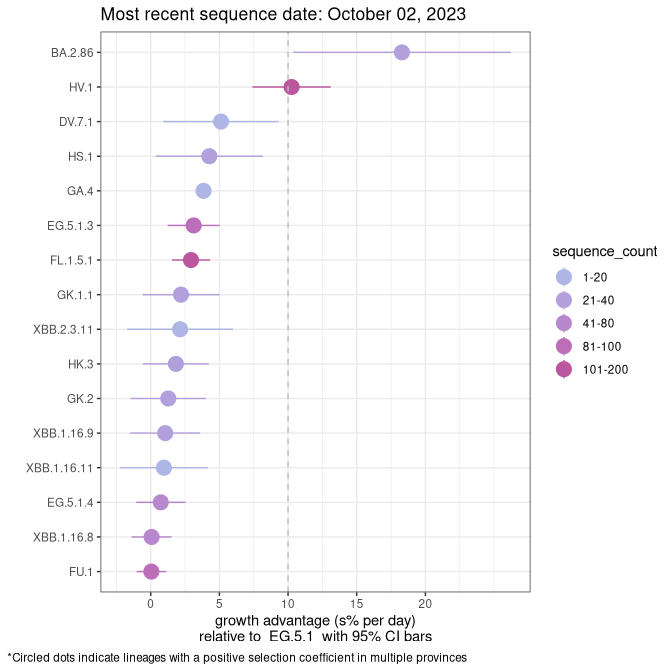 Most recent sequence date: October 02, 2023
BA.2.86
HV.1
DV.7.1
HS.1
GA.4
EG.5.1.3
FL.1.5.1
GK.1.1
XBB.2.3.11
HK.3
GK.2
XBB.1.16.9
XBB.1.16.11
EG.5.1.4
XBB.1.16.8
FU.1
0 5 10 15 20
growth advantage (s% per day)
relative to EG.5.1 with 95% CI bars
sequence_count
1-20
21-40
41-80
81-100
101-200
*Circled dots indicate lineages with a positive selection coefficient in multiple provinces